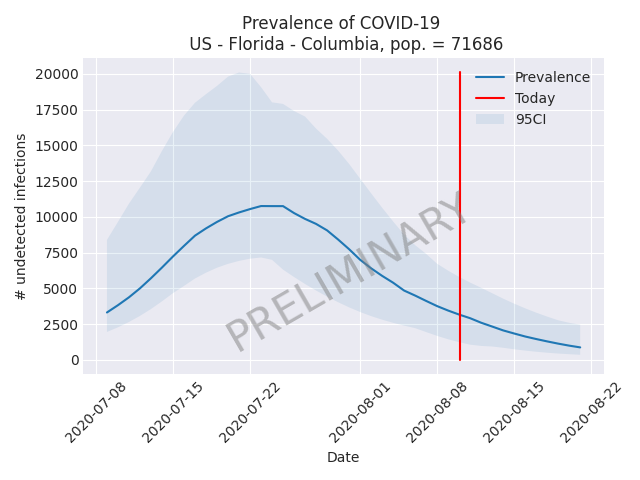 Prevalence of COVID-19
US - Florida - Columbia, pop. = 71686
# undetected infections
20000
17500
15000
12500
10000
7500
5000
2500
0
Prevalence
Today
95CI
PRELIMINARY
2020-07-08
2020-07-15
2020-07-22
2020-08-01
2020-08-08
2020-08-15
2020-08-22
Date